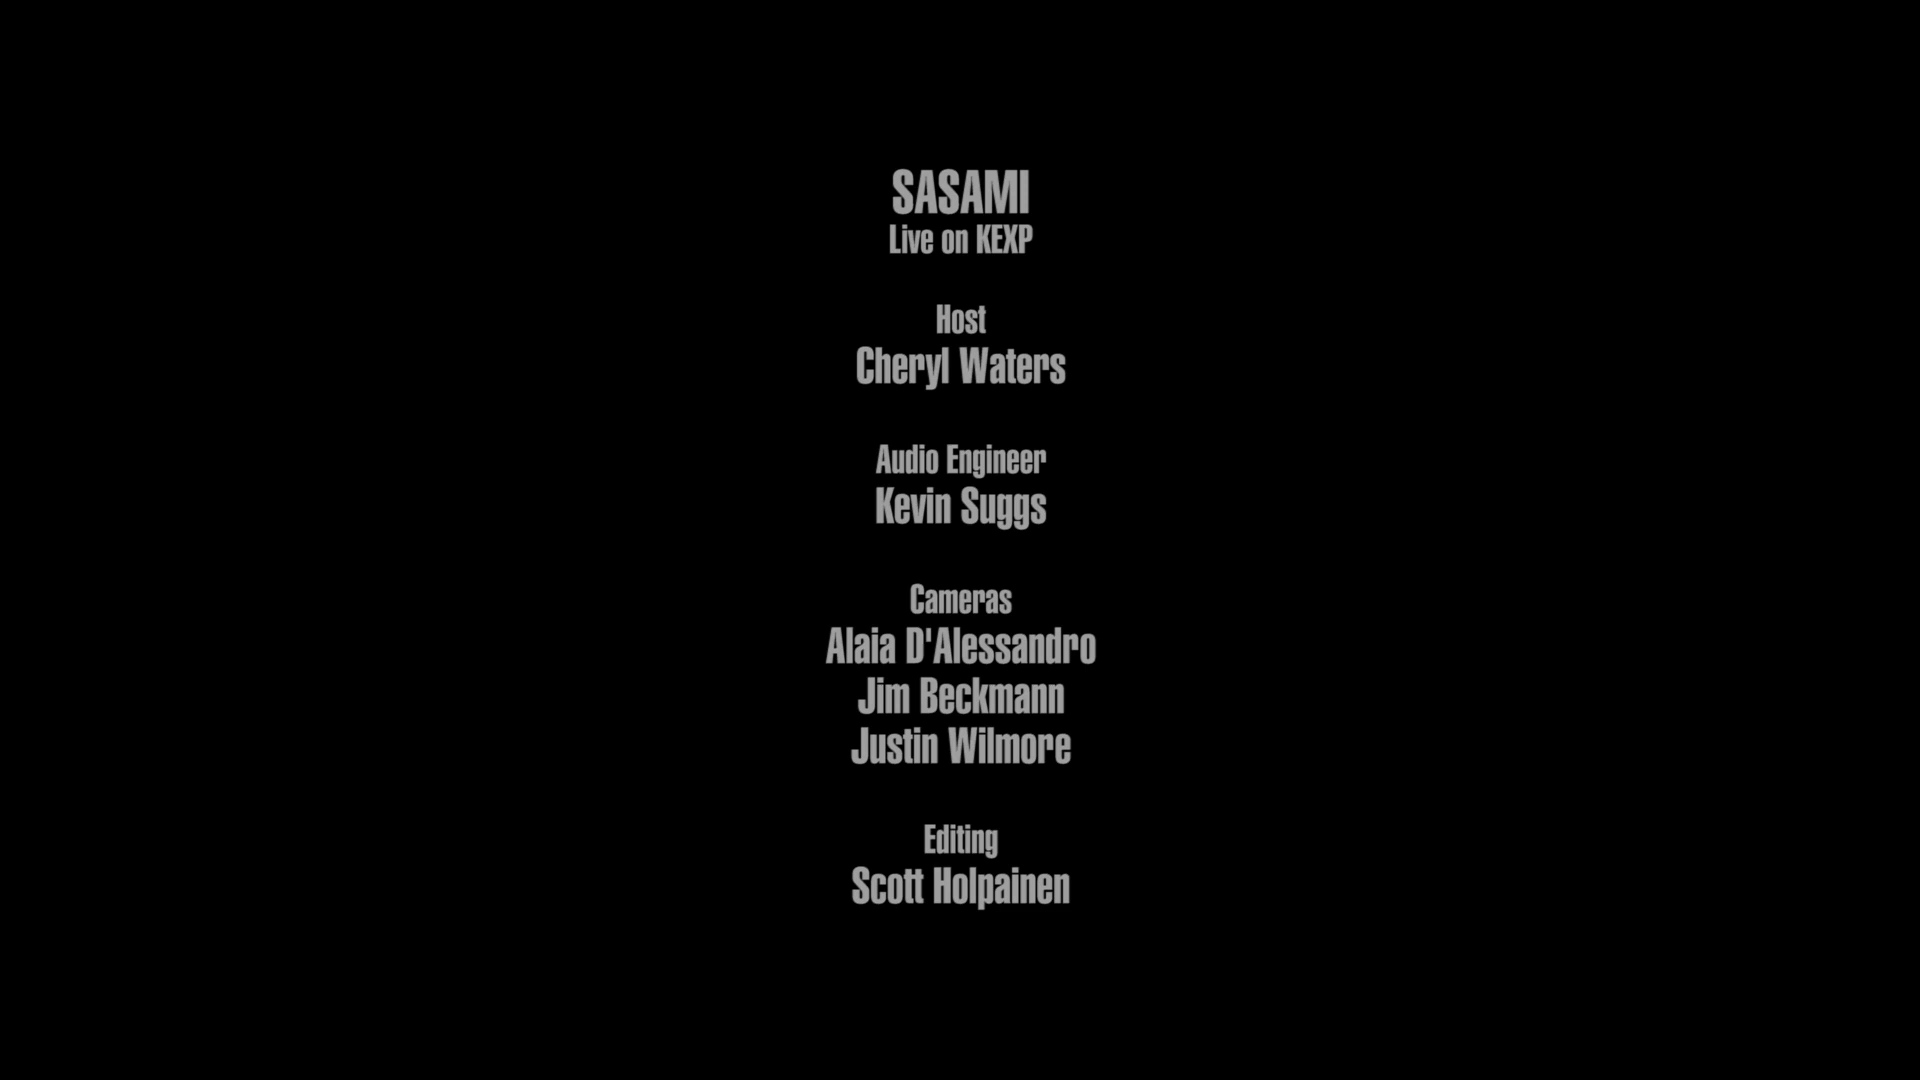 SASAMI
Live on KEXP
Host
Cheryl Waters
Audio Engineer
Kevin Suggs
Cameras
Alaia D'Alessandro
Jim Beckmann
Justin Wilmore
Editing
Scott Holpainen